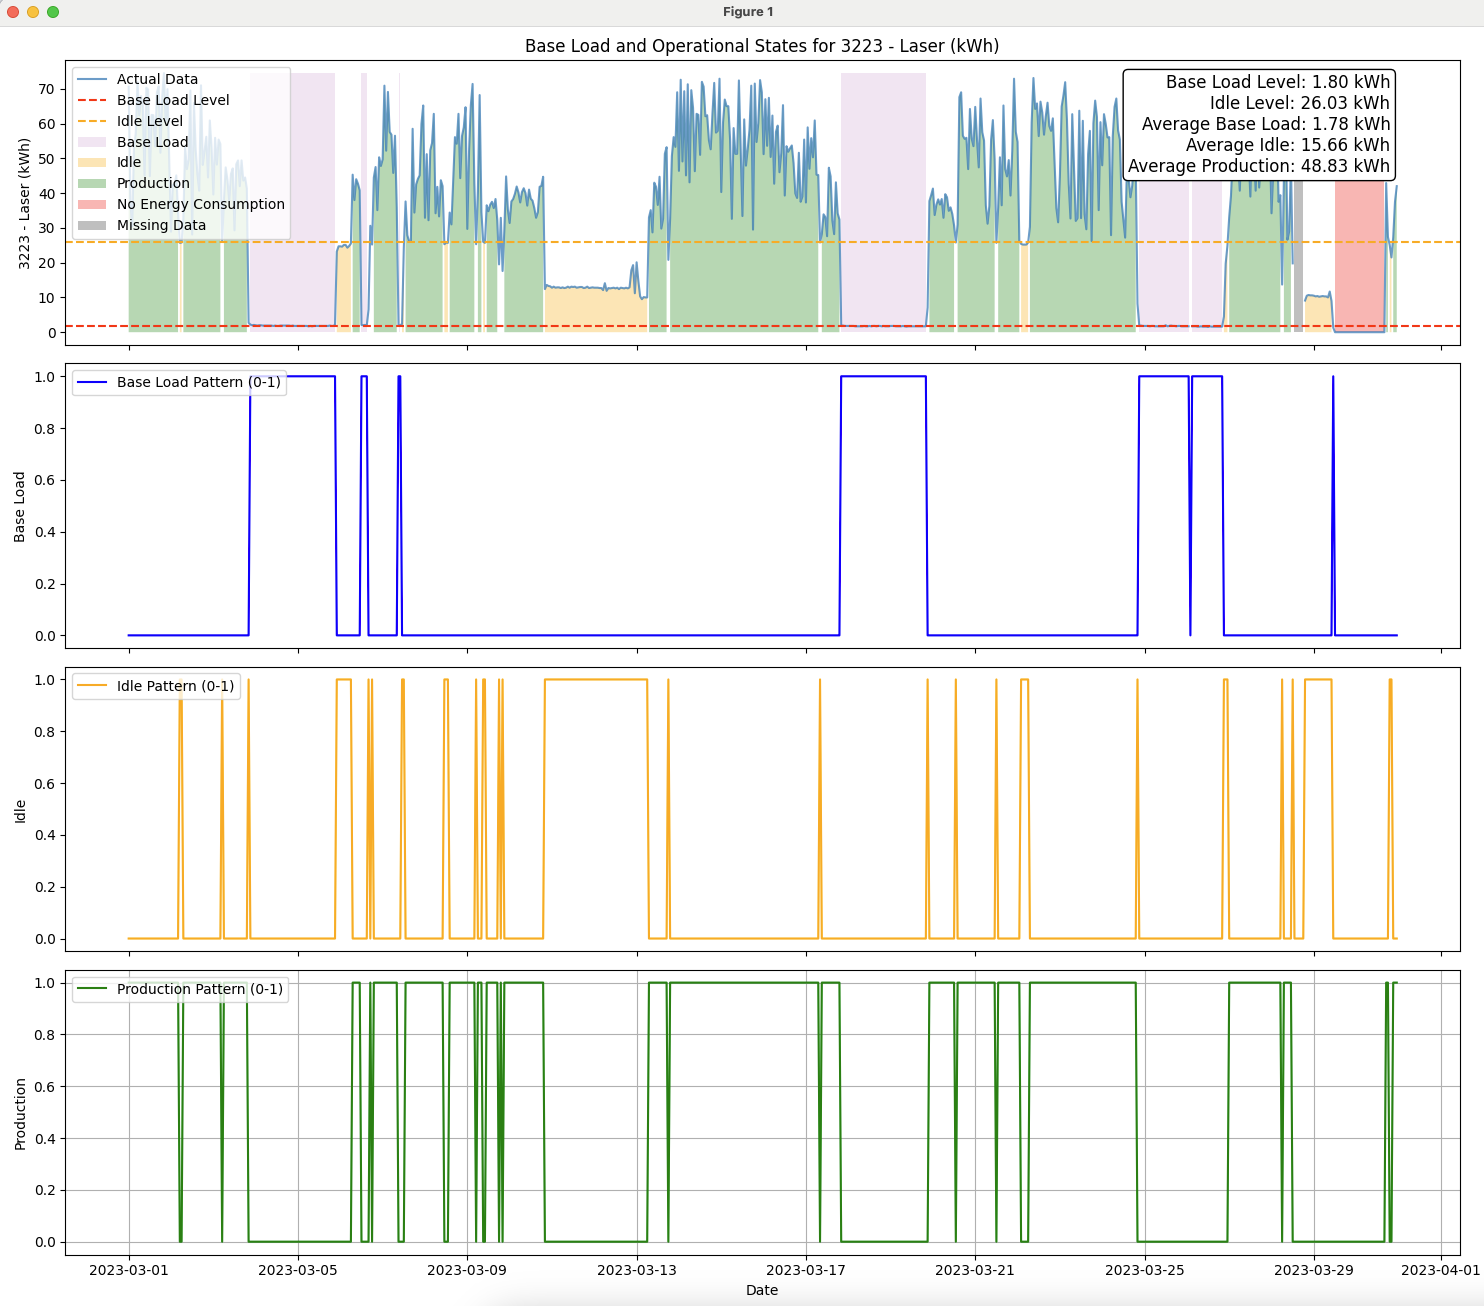 Figure 1
Base Load and Operational States for 3223 - Laser (kWh)
3223 - Laser (kWh)
70
60
50
40
30
20
10
0
Actual Data
Base Load Level
Idle Level
Base Load
Idle
Production
No Energy Consumption
Missing Data
Base Load Level: 1.80 kWh
Idle Level: 26.03 kWh
Average Base Load: 1.78 kWh
Average Idle: 15.66 kWh
Average Production: 48.83 kWh
Base Load
1.0
0.8
0.6
0.4
0.2
0.0
Base Load Pattern (0-1)
Idle
1.0
0.8
0.6
0.4
0.2
0.0
Idle Pattern (0-1)
Production
1.0
0.8
0.6
0.4
0.2
0.0
Production Pattern (0-1)
2023-03-01
2023-03-05
2023-03-09
2023-03-13
2023-03-17
2023-03-21
2023-03-25
2023-03-29
2023-04-01
Date